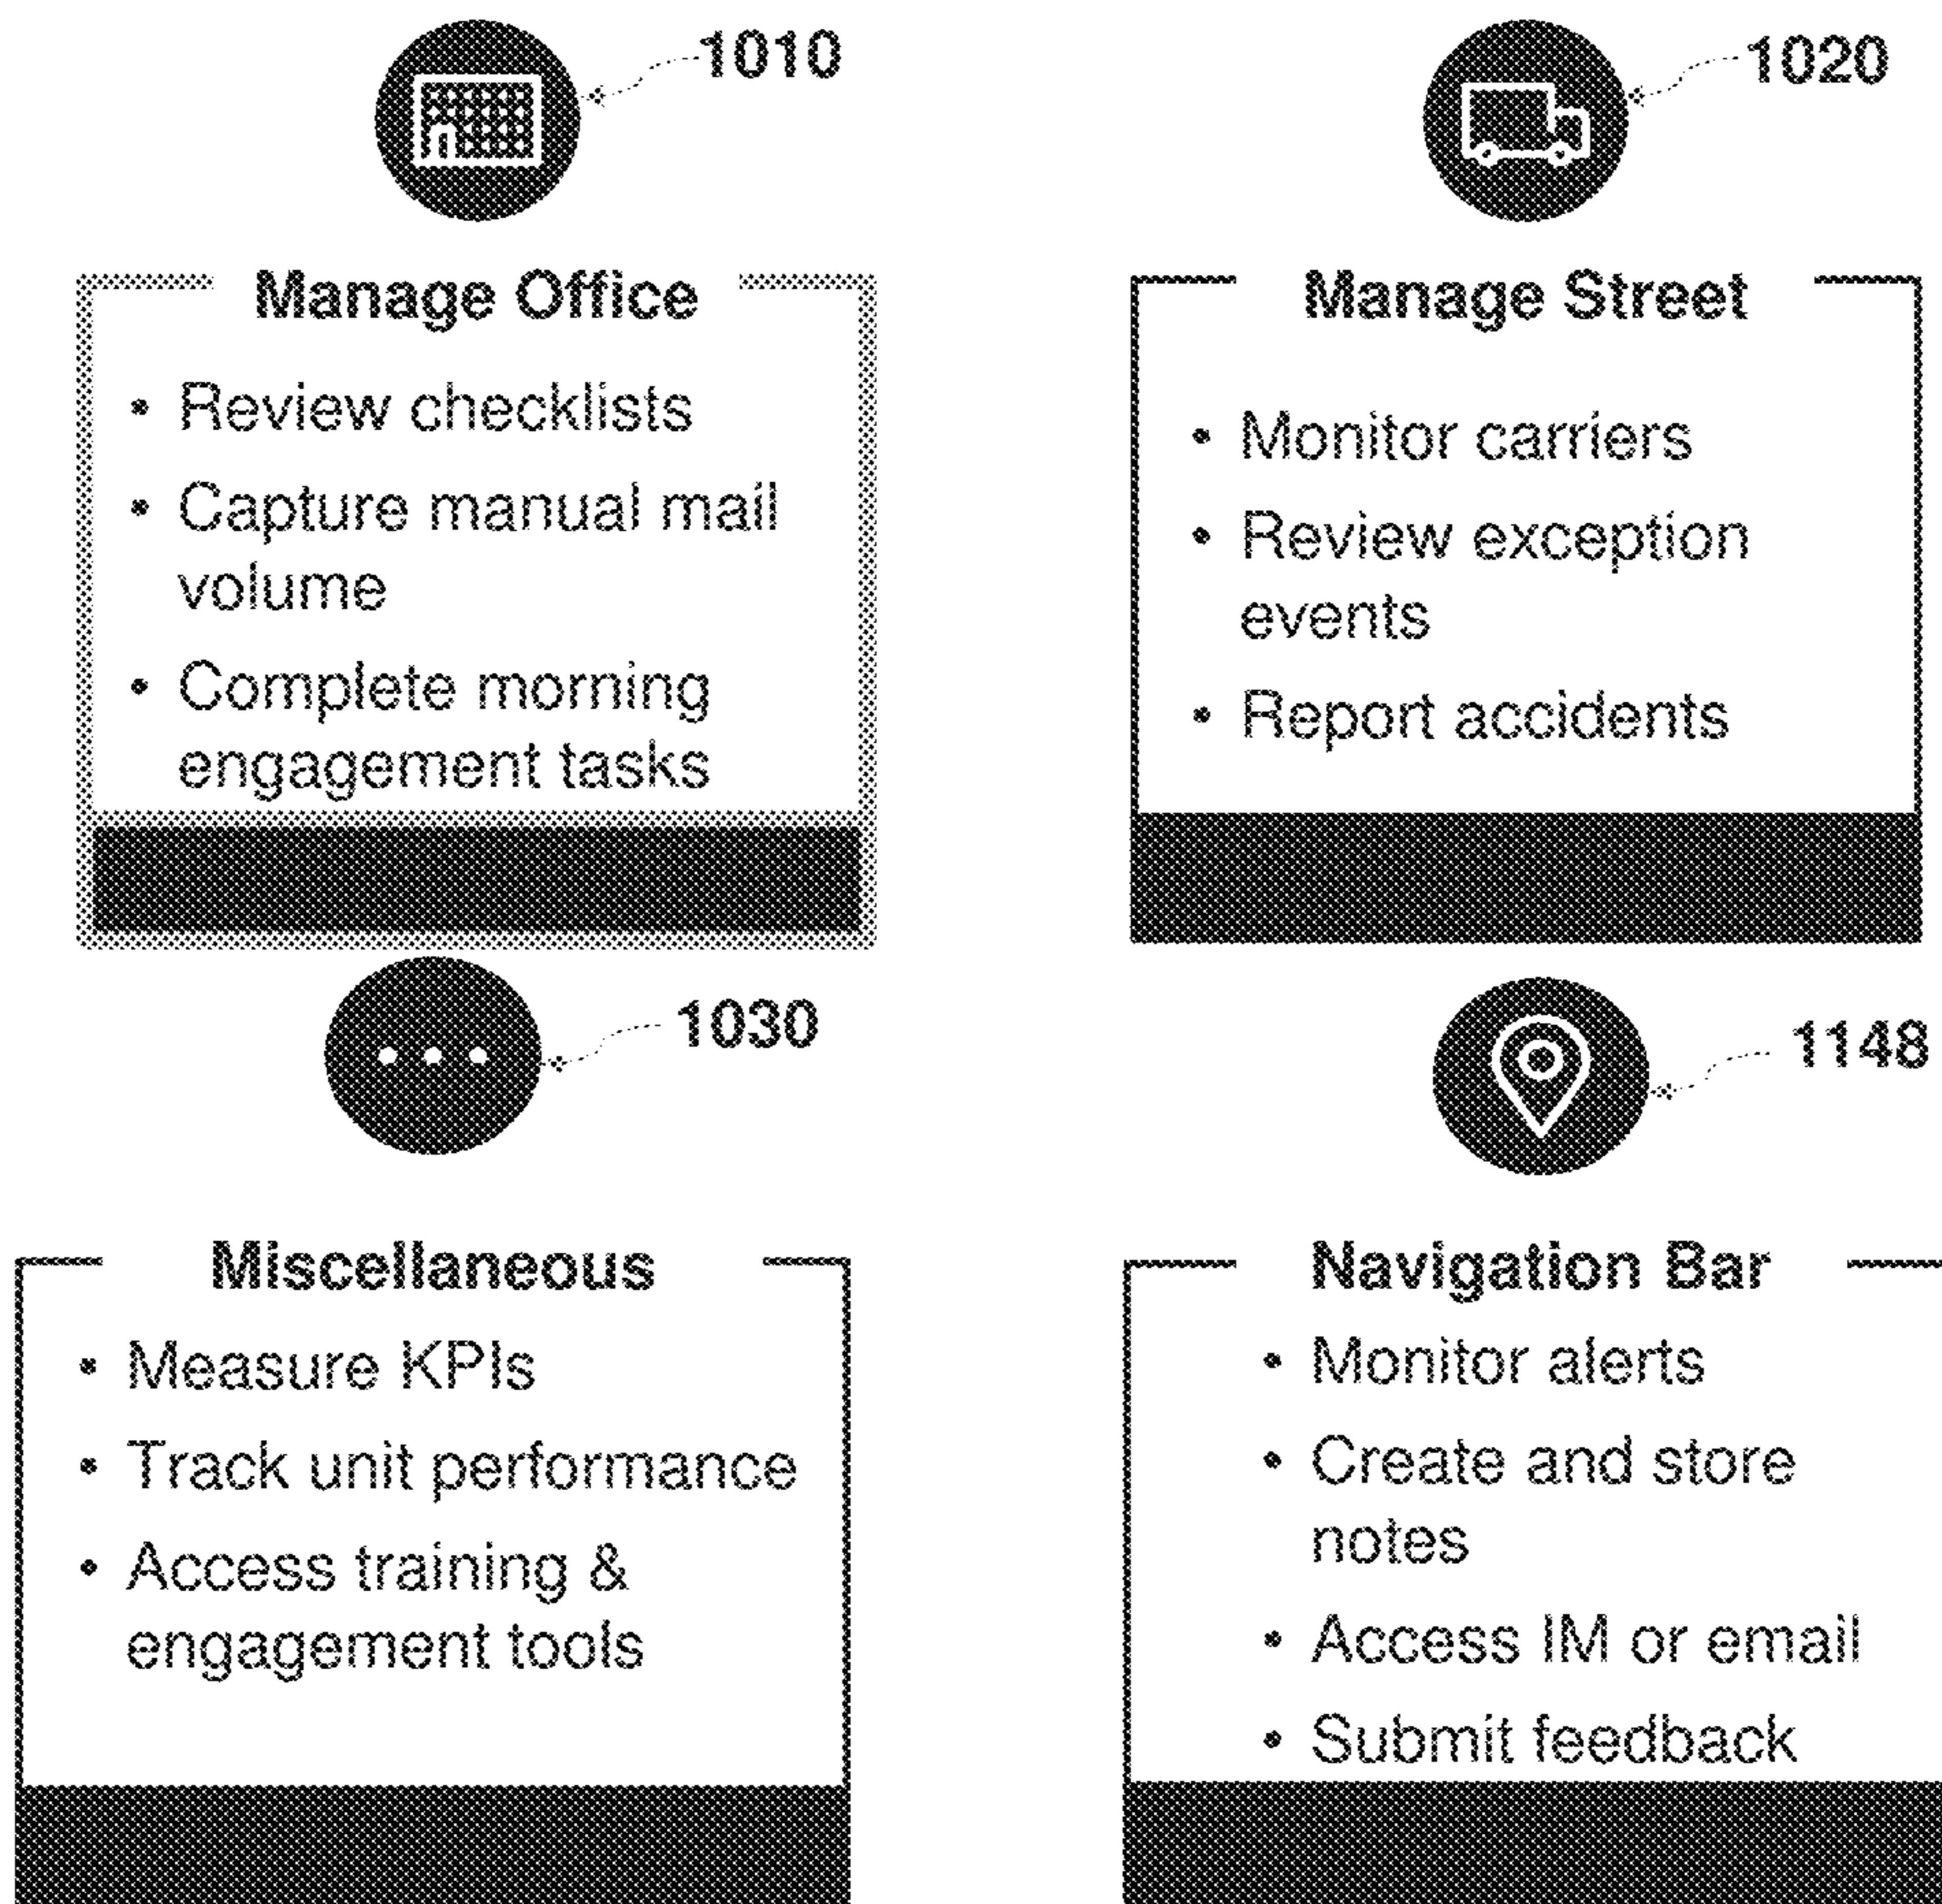 1010
Manage Office
• Review checklists
• Capture manual mail
volume
• Complete morning
engagement tasks
1020
Manage Street
• Monitor carriers
• Review exception
events
• Report accidents
1030
Miscellaneous
• Measure KPIs
• Track unit performance
• Access training &
engagement tools
1148
Navigation Bar
• Monitor alerts
• Create and store
notes
• Access IM or email
• Submit feedback